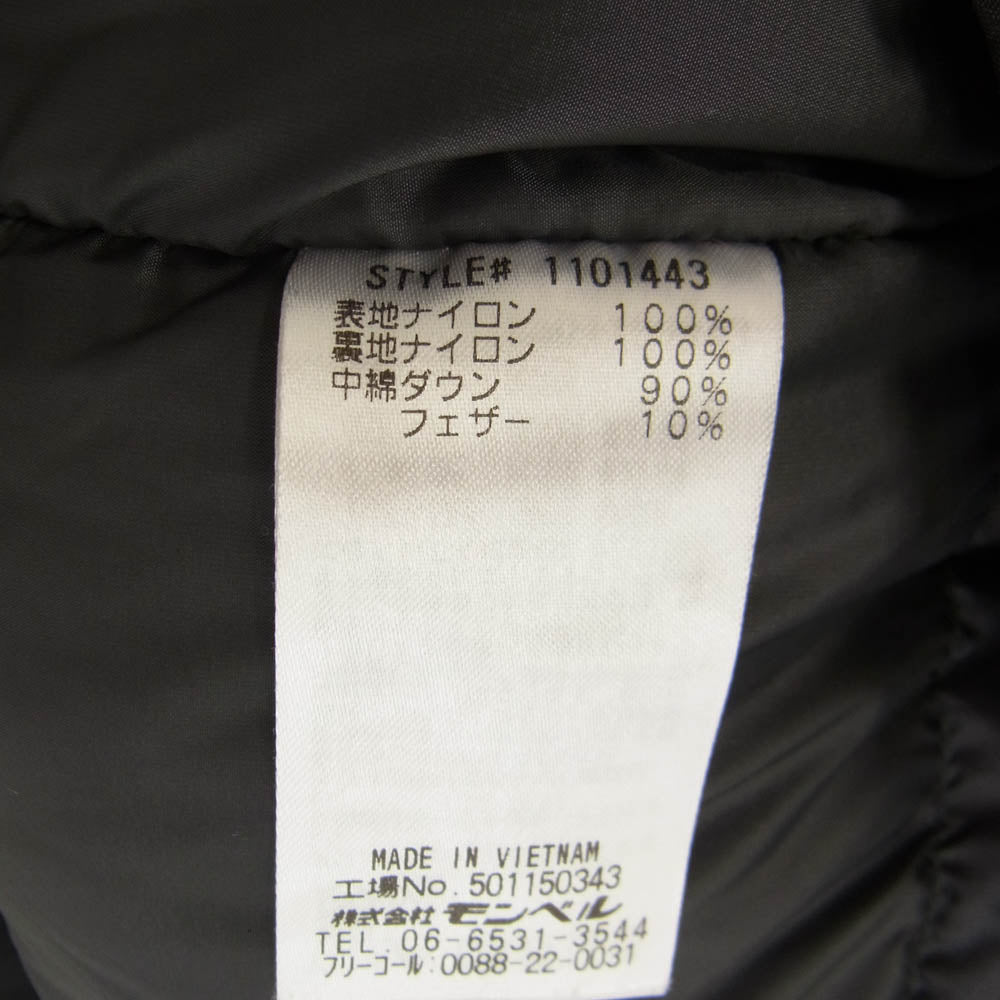 STYLE# 1101443
表地ナイロン 100%
裏地ナイロン 100%
中綿ダウン 90%
フェザー 10%
MADE IN VIETNAM
工場No. 501150343
株式会社 モンベル
TEL. 06-6531-3544
フリーコール:0088-22-0031